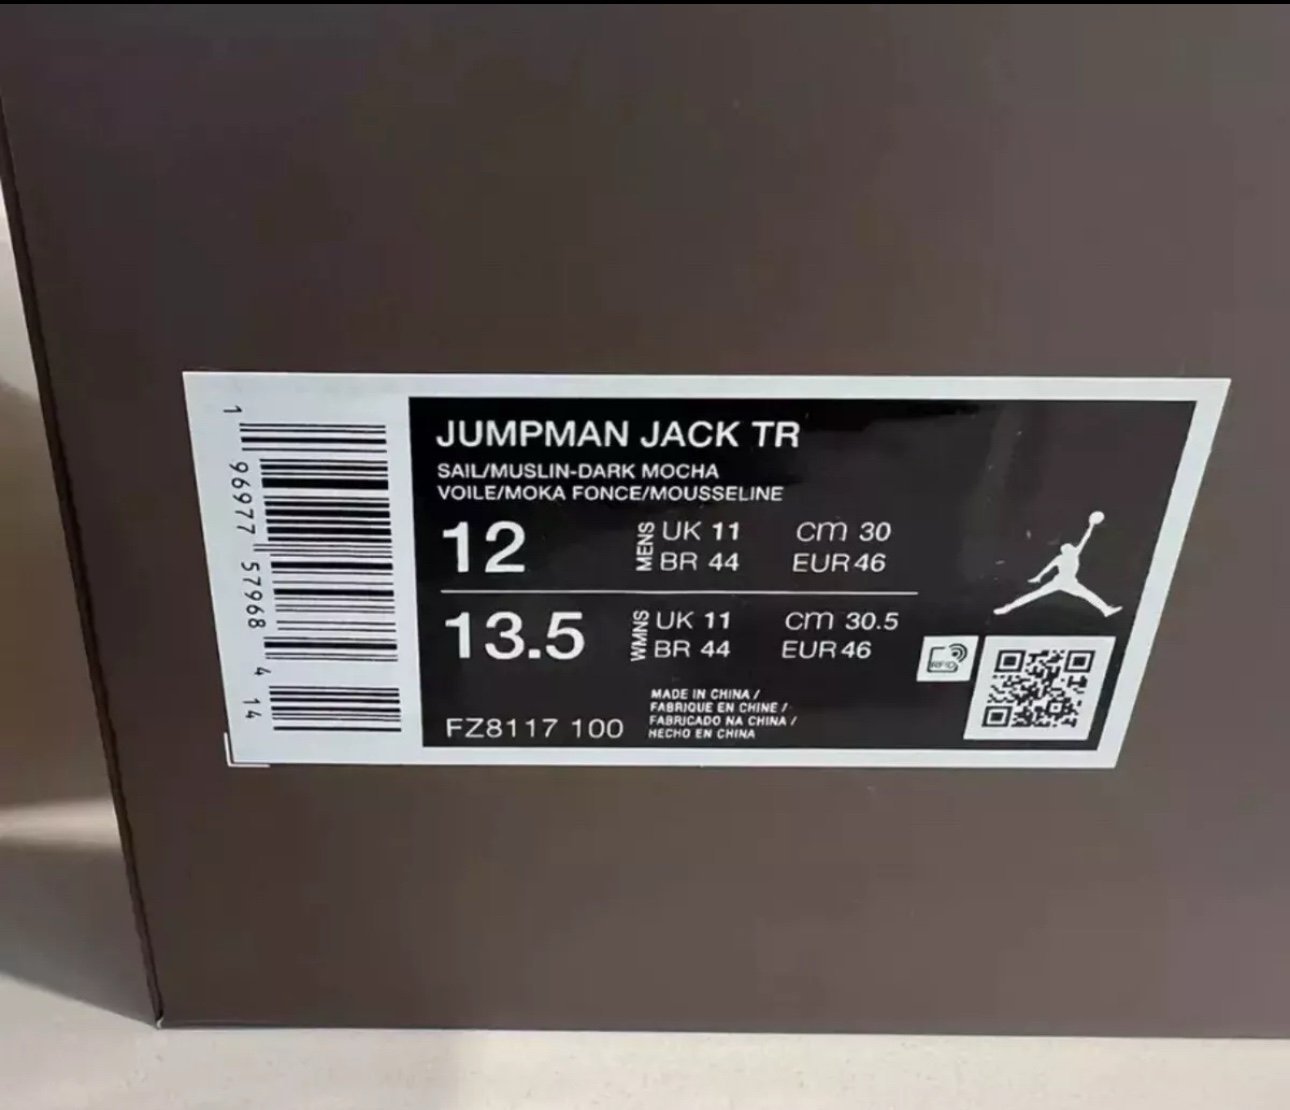 1 96977 57968 4 14
JUMPMAN JACK TR
SAIL/MUSLIN-DARK MOCHA
VOILE/MOKA FONCE/MOUSSELINE
12 MENS UK 11 cm 30
BR 44 EUR 46
13.5 WMNS UK 11 cm 30.5
BR 44 EUR 46
RFID
FZ8117 100
MADE IN CHINA /
FABRIQUE EN CHINE /
FABRICADO NA CHINA /
HECHO EN CHINA